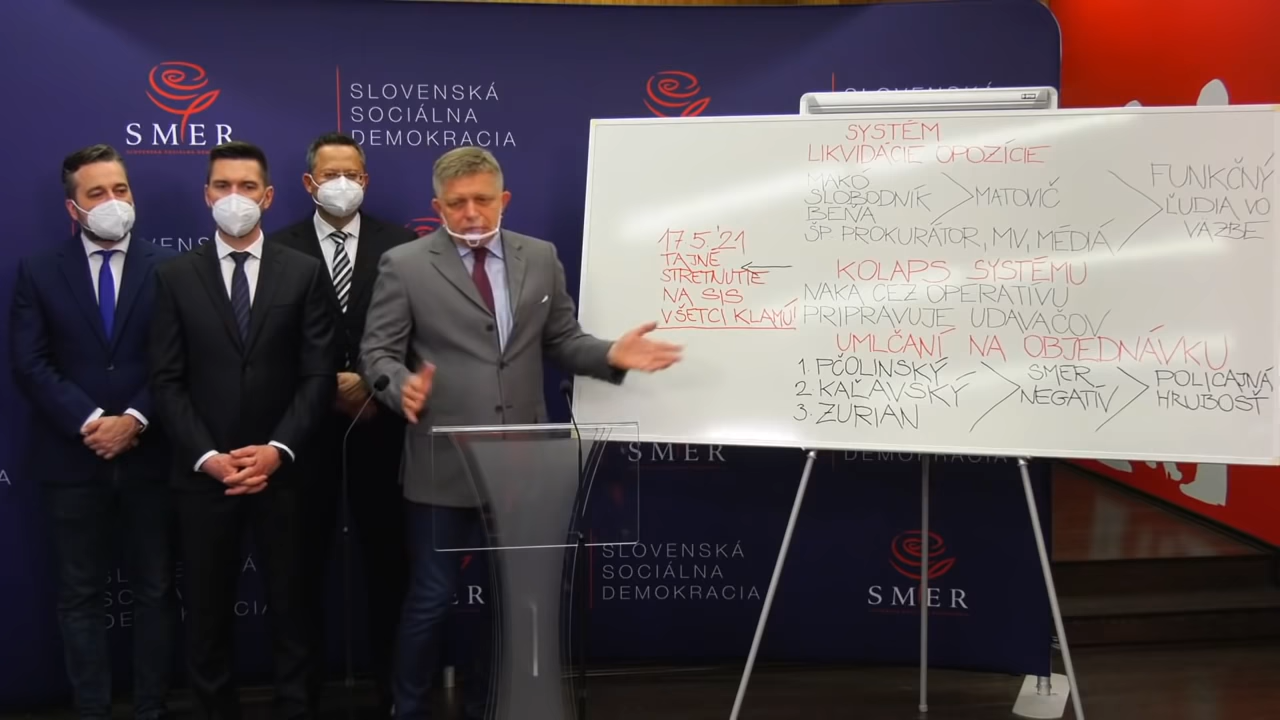 SMER
SLOVENSKÁ
SOCIÁLNA
DEMOKRACIA
SLOVENSKÁ
SYSTÉM
LIKVIDÁCIE OPOZÍCIE
MAKÓ
SLOBODNÍK
BEŇA
MATOVIČ
ŠP PROKURÁTOR, MV, MÉDIÁ
FUNKČNÝ
ĽUDIA VO
VÄZBE
17.5.'21
TAJNÉ
STRETNUTIE
NA SIS
VŠETCI KLAMÚ!
KOLAPS SYSTÉMU
NAKA CEZ OPERATÍVU
PRIPRAVUJE UDAVAČOV
UMLČANÍ NA OBJEDNÁVKU
1. PČOLINSKÝ
2. KAĽAVSKÝ
3. ZURIAN
SMER
NEGATÍV
POLICAJNÁ
HRUBOSŤ
SMER
SLOVENSKÁ
SOCIÁLNA
DEMOKRACIA
SMER